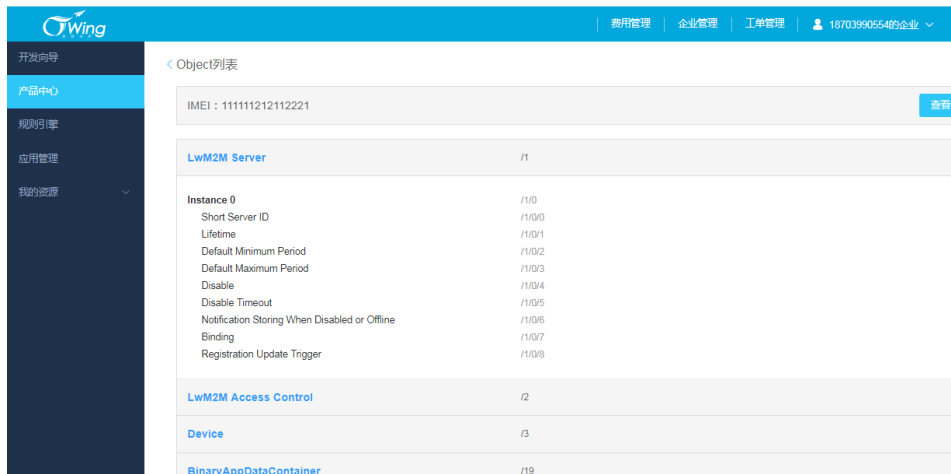 CTWing
费用管理 企业管理 工单管理 18703990554的企业
开发向导
Object列表
产品中心
IMEI：111111212112221 查看
规则引擎
应用管理
LwM2M Server /1
我的资源
Instance 0 /1/0
Short Server ID /1/0/0
Lifetime /1/0/1
Default Minimum Period /1/0/2
Default Maximum Period /1/0/3
Disable /1/0/4
Disable Timeout /1/0/5
Notification Storing When Disabled or Offline /1/0/6
Binding /1/0/7
Registration Update Trigger /1/0/8
LwM2M Access Control /2
Device /3
BinaryAppDataContainer /19